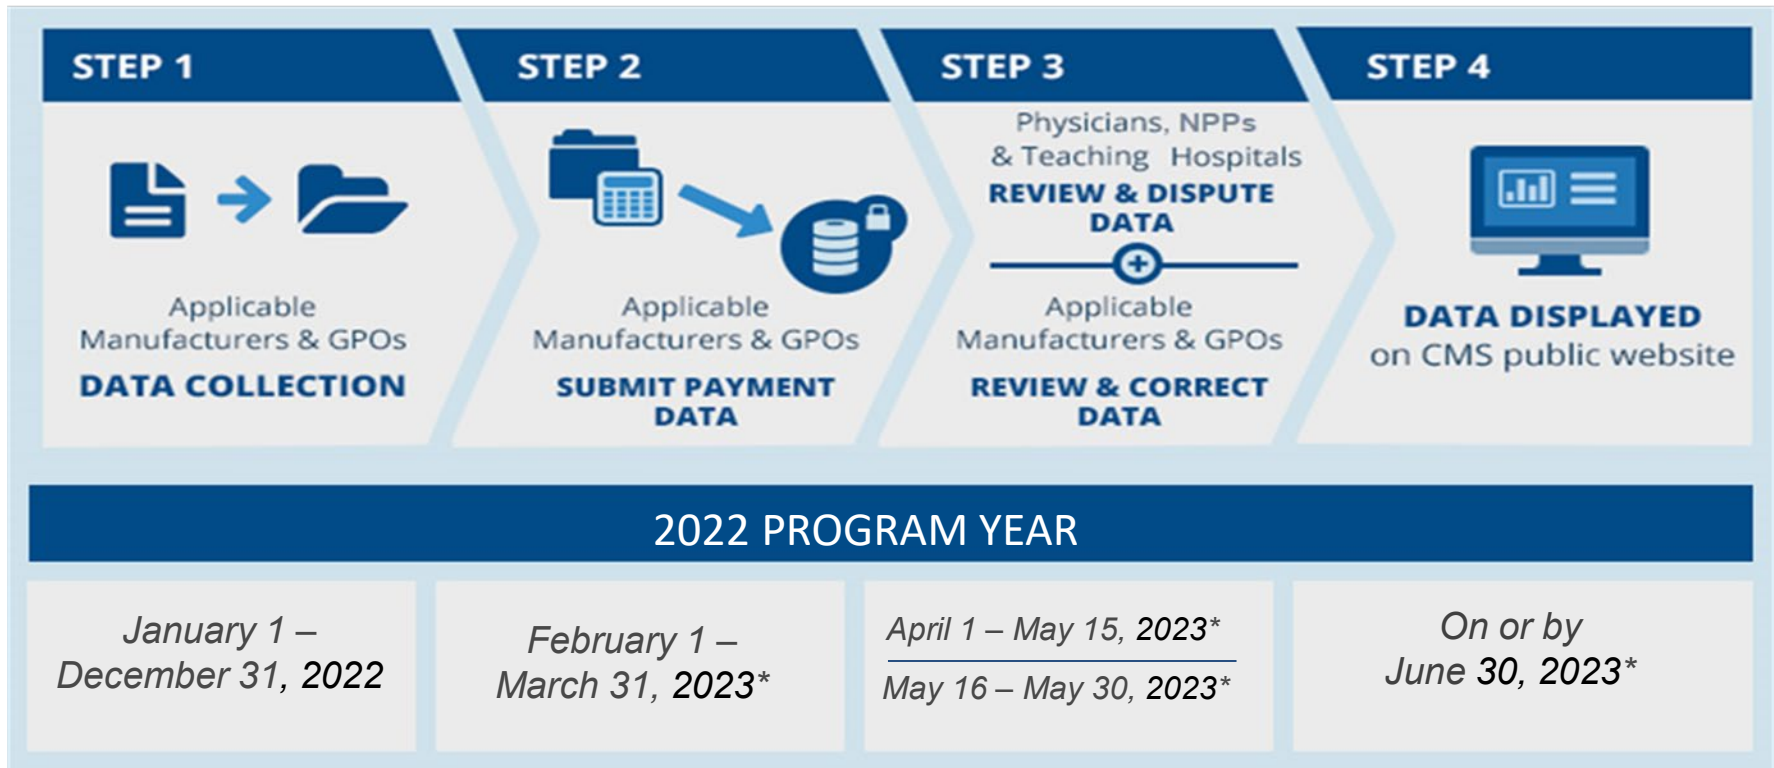 STEP 1
Applicable
Manufacturers & GPOs
DATA COLLECTION
STEP 2
Applicable
Manufacturers & GPOs
SUBMIT PAYMENT
DATA
STEP 3
Physicians, NPPs
& Teaching Hospitals
REVIEW & DISPUTE
DATA
Applicable
Manufacturers & GPOs
REVIEW & CORRECT
DATA
STEP 4
DATA DISPLAYED
on CMS public website
2022 PROGRAM YEAR
January 1 –
December 31, 2022
February 1 –
March 31, 2023*
April 1 – May 15, 2023*
May 16 – May 30, 2023*
On or by
June 30, 2023*